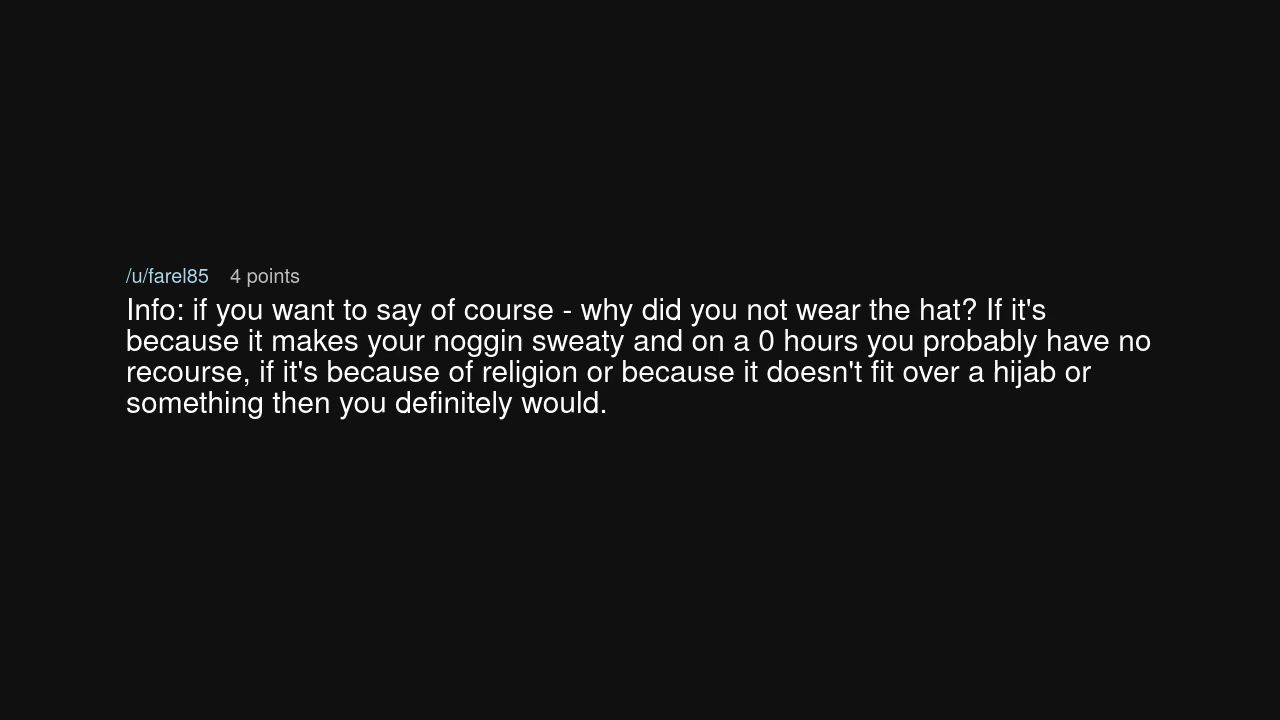 /u/farel85 4 points
Info: if you want to say of course - why did you not wear the hat? If it's
because it makes your noggin sweaty and on a 0 hours you probably have no
recourse, if it's because of religion or because it doesn't fit over a hijab or
something then you definitely would.